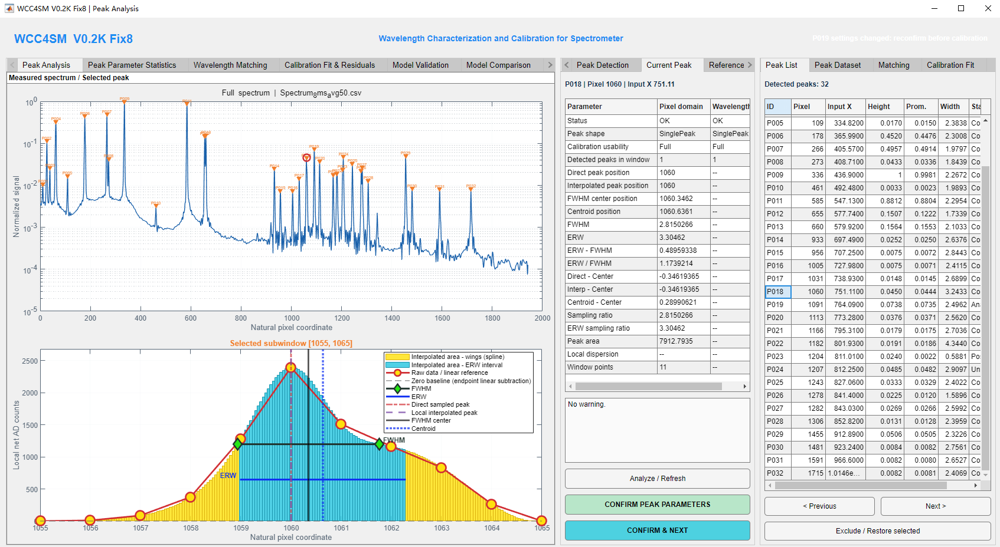 WCC4SM V0.2K Fix8 | Peak Analysis
WCC4SM V0.2K Fix8
Wavelength Characterization and Calibration for Spectrometer
P019 settings changed: reconfirm before calibration
Peak Analysis
Peak Parameter Statistics
Wavelength Matching
Calibration Fit & Residuals
Model Validation
Model Comparison
Measured spectrum / Selected peak
Full spectrum | Spectrum8msavg50.csv
Normalized signal
10^0
10^-1
10^-2
10^-3
10^-4
10^-5
P002
P004
P005
P006
P007
P008
P009
P010
P014
P015
P016
P017
P019
P020
P024
P025
P027
P028
P029
P030
P031
P032
0 200 400 600 800 1000 1200 1400 1600 1800 2000
Natural pixel coordinate
Selected subwindow [1055, 1065]
Local net AD counts
2500
2000
1500
1000
500
Interpolated area - wings (spline)
Interpolated area - ERW interval
Raw data / linear reference
Zero baseline (endpoint linear subtraction)
FWHM
ERW
Direct sampled peak
Local interpolated peak
FWHM center
Centroid
FWHM
ERW
1055 1056 1057 1058 1059 1060 1061 1062 1063 1064 1065
Natural pixel coordinate
Peak Detection
Current Peak
Reference
P018 | Pixel 1060 | Input X 751.11
Parameter Pixel domain Wavelength
Status OK OK
Peak shape SinglePeak SinglePeak
Calibration usability Full Full
Detected peaks in window 1 1
Direct peak position 1060 --
Interpolated peak position 1060 --
FWHM center position 1060.3462 --
Centroid position 1060.6361 --
FWHM 2.8150266 --
ERW 3.30462 --
ERW - FWHM 0.48959338 --
ERW / FWHM 1.1739214 --
Direct - Center -0.34619365 --
Interp - Center -0.34619365 --
Centroid - Center 0.28990621 --
Sampling ratio 2.8150266 --
ERW sampling ratio 3.30462 --
Peak area 7912.7935 --
Local dispersion -- --
Window points 11 --
No warning.
Analyze / Refresh
CONFIRM PEAK PARAMETERS
CONFIRM & NEXT
Peak List
Peak Dataset
Matching
Calibration Fit
Detected peaks: 32
ID Pixel Input X Height Prom. Width Sta
P005 109 334.8200 0.0170 0.0150 2.3838 Co
P006 178 365.9900 0.4520 0.4476 2.3008 Co
P007 266 405.5700 0.4957 0.4914 1.9797 Co
P008 273 408.7100 0.0433 0.0336 1.8439 Co
P009 336 436.9000 1 0.9981 2.2672 Co
P010 461 492.4800 0.0033 0.0023 1.9893 Co
P011 585 547.1300 0.8812 0.8804 2.2954 Co
P012 655 577.7400 0.1507 0.1222 1.7339 Co
P013 660 579.9200 0.1564 0.1553 2.1033 Co
P014 933 697.4900 0.0252 0.0250 2.6376 Co
P015 956 707.2500 0.0075 0.0072 2.8443 Co
P016 1005 727.9800 0.0075 0.0071 2.4115 Co
P017 1031 738.9300 0.0148 0.0145 2.6899 Co
P018 1060 751.1100 0.0450 0.0444 3.2433 Co
P019 1091 764.0900 0.0738 0.0735 2.4962 An
P020 1113 773.2800 0.0376 0.0371 2.5620 Co
P021 1166 795.3100 0.0179 0.0175 2.7036 Co
P022 1182 801.9300 0.0191 0.0186 4.3440 Co
P023 1204 811.0100 0.0240 0.0022 0.5881 Po
P024 1207 812.2500 0.0485 0.0482 2.9097 Un
P025 1243 827.0600 0.0333 0.0329 2.4022 Co
P026 1278 841.4000 0.0225 0.0120 1.5896 Co
P027 1282 843.0300 0.0269 0.0266 2.5992 Co
P028 1306 852.8200 0.0131 0.0128 2.3959 Co
P029 1455 912.8900 0.0506 0.0505 2.3226 Co
P030 1481 923.2400 0.0084 0.0082 2.7561 Co
P031 1591 966.6000 0.0082 0.0080 2.6527 Co
P032 1715 1.0146e... 0.0082 0.0081 2.4069 Co
< Previous
Next >
Exclude / Restore selected